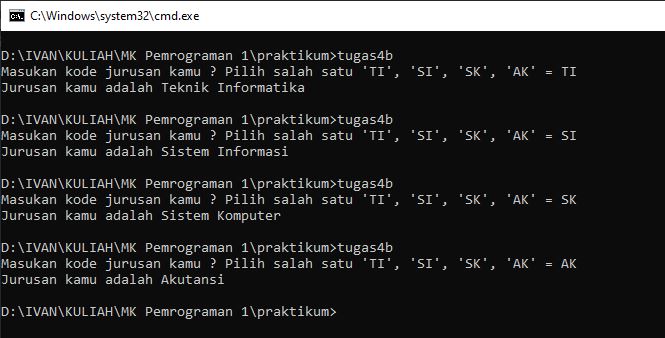 C:\Windows\system32\cmd.exe
D:\IVAN\KULIAH\MK Pemrograman 1\praktikum>tugas4b
Masukan kode jurusan kamu ? Pilih salah satu 'TI', 'SI', 'SK', 'AK' = TI
Jurusan kamu adalah Teknik Informatika
D:\IVAN\KULIAH\MK Pemrograman 1\praktikum>tugas4b
Masukan kode jurusan kamu ? Pilih salah satu 'TI', 'SI', 'SK', 'AK' = SI
Jurusan kamu adalah Sistem Informasi
D:\IVAN\KULIAH\MK Pemrograman 1\praktikum>tugas4b
Masukan kode jurusan kamu ? Pilih salah satu 'TI', 'SI', 'SK', 'AK' = SK
Jurusan kamu adalah Sistem Komputer
D:\IVAN\KULIAH\MK Pemrograman 1\praktikum>tugas4b
Masukan kode jurusan kamu ? Pilih salah satu 'TI', 'SI', 'SK', 'AK' = AK
Jurusan kamu adalah Akutansi
D:\IVAN\KULIAH\MK Pemrograman 1\praktikum>